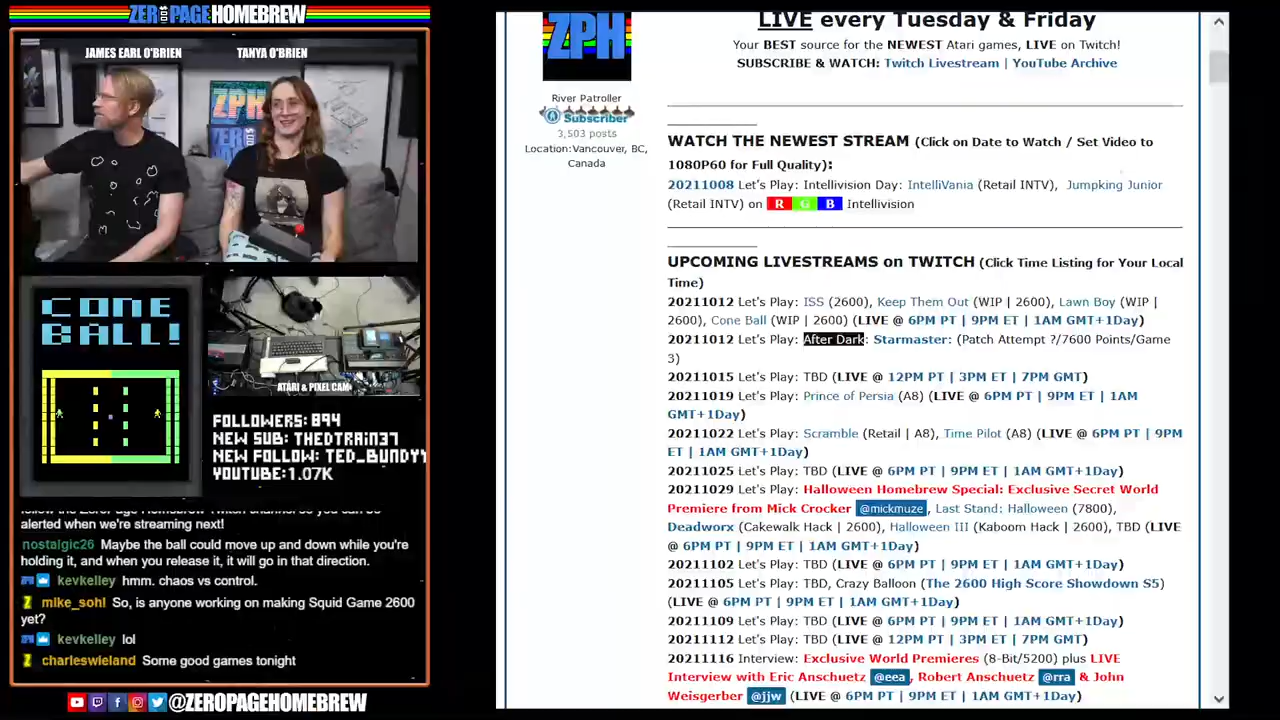 ZEROPAGEHOMEBREW
JAMES EARL O'BRIEN
TANYA O'BRIEN
ZPH
CONE
BALL!
ATARI & PIXEL CAM
FOLLOWERS: 894
NEW SUB: THEDTRAIN37
NEW FOLLOW: TED_BUNDYY
YOUTUBE: 1.07K
alerted when we're streaming next!
nostalgic26 Maybe the ball could move up and down while you're
holding it, and when you release it, it will go in that direction.
kevkelley hmm. chaos vs control.
mike_sohl So, is anyone working on making Squid Game 2600
yet?
kevkelley lol
charleswieland Some good games tonight
@ZEROPAGEHOMEBREW
ZPH
River Patroller
Subscriber
3,503 posts
Location:Vancouver, BC,
Canada
LIVE every Tuesday & Friday
Your BEST source for the NEWEST Atari games, LIVE on Twitch!
SUBSCRIBE & WATCH: Twitch Livestream | YouTube Archive
WATCH THE NEWEST STREAM (Click on Date to Watch / Set Video to
1080P60 for Full Quality):
20211008 Let's Play: Intellivision Day: IntelliVania (Retail INTV), Jumpking Junior
(Retail INTV) on R G B Intellivision
UPCOMING LIVESTREAMS on TWITCH (Click Time Listing for Your Local
Time)
20211012 Let's Play: ISS (2600), Keep Them Out (WIP | 2600), Lawn Boy (WIP |
2600), Cone Ball (WIP | 2600) (LIVE @ 6PM PT | 9PM ET | 1AM GMT+1Day)
20211012 Let's Play: After Dark: Starmaster: (Patch Attempt ?/7600 Points/Game
3)
20211015 Let's Play: TBD (LIVE @ 12PM PT | 3PM ET | 7PM GMT)
20211019 Let's Play: Prince of Persia (A8) (LIVE @ 6PM PT | 9PM ET | 1AM
GMT+1Day)
20211022 Let's Play: Scramble (Retail | A8), Time Pilot (A8) (LIVE @ 6PM PT | 9PM
ET | 1AM GMT+1Day)
20211025 Let's Play: TBD (LIVE @ 6PM PT | 9PM ET | 1AM GMT+1Day)
20211029 Let's Play: Halloween Homebrew Special: Exclusive Secret World
Premiere from Mick Crocker @mickmuze, Last Stand: Halloween (7800),
Deadworx (Cakewalk Hack | 2600), Halloween III (Kaboom Hack | 2600), TBD (LIVE
@ 6PM PT | 9PM ET | 1AM GMT+1Day)
20211102 Let's Play: TBD (LIVE @ 6PM PT | 9PM ET | 1AM GMT+1Day)
20211105 Let's Play: TBD, Crazy Balloon (The 2600 High Score Showdown S5)
(LIVE @ 6PM PT | 9PM ET | 1AM GMT+1Day)
20211109 Let's Play: TBD (LIVE @ 6PM PT | 9PM ET | 1AM GMT+1Day)
20211112 Let's Play: TBD (LIVE @ 12PM PT | 3PM ET | 7PM GMT)
20211116 Interview: Exclusive World Premieres (8-Bit/5200) plus LIVE
Interview with Eric Anschuetz @eea, Robert Anschuetz @rra & John
Weisgerber @jjw (LIVE @ 6PM PT | 9PM ET | 1AM GMT+1Day)